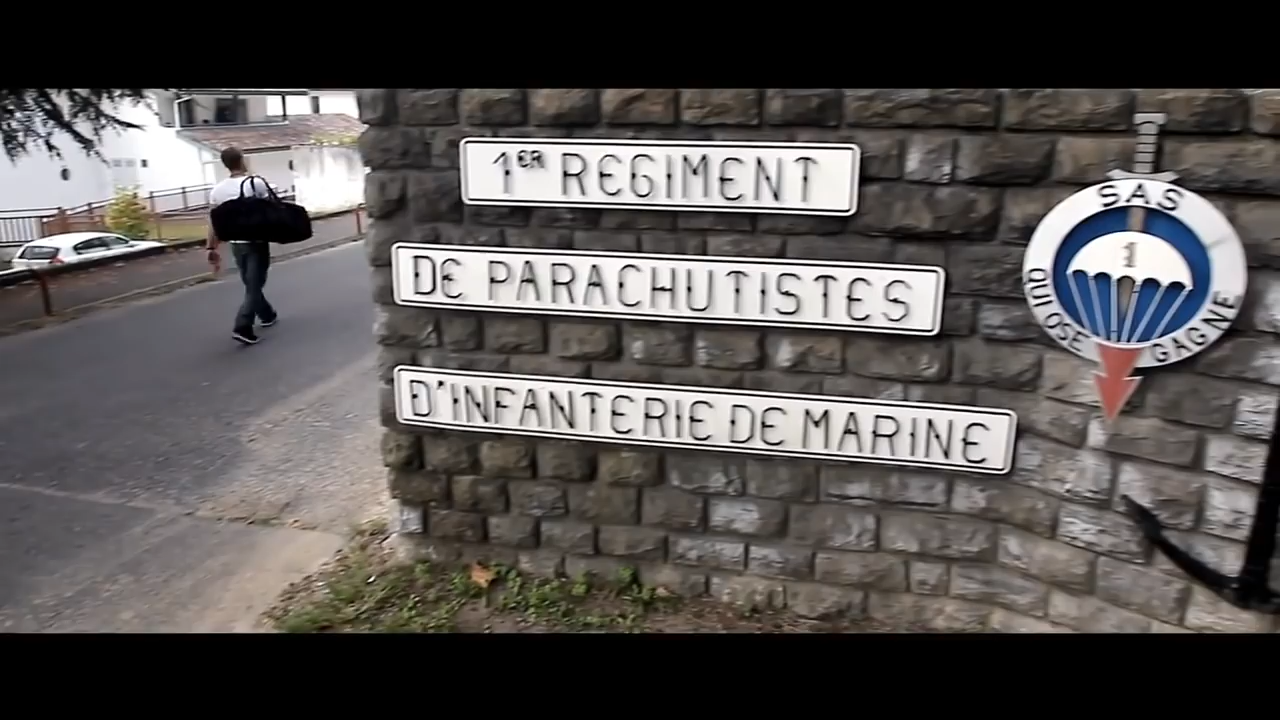 1ER REGIMENT
DE PARACHUTISTES
D'INFANTERIE DE MARINE
SAS
1
QUI OSE GAGNE